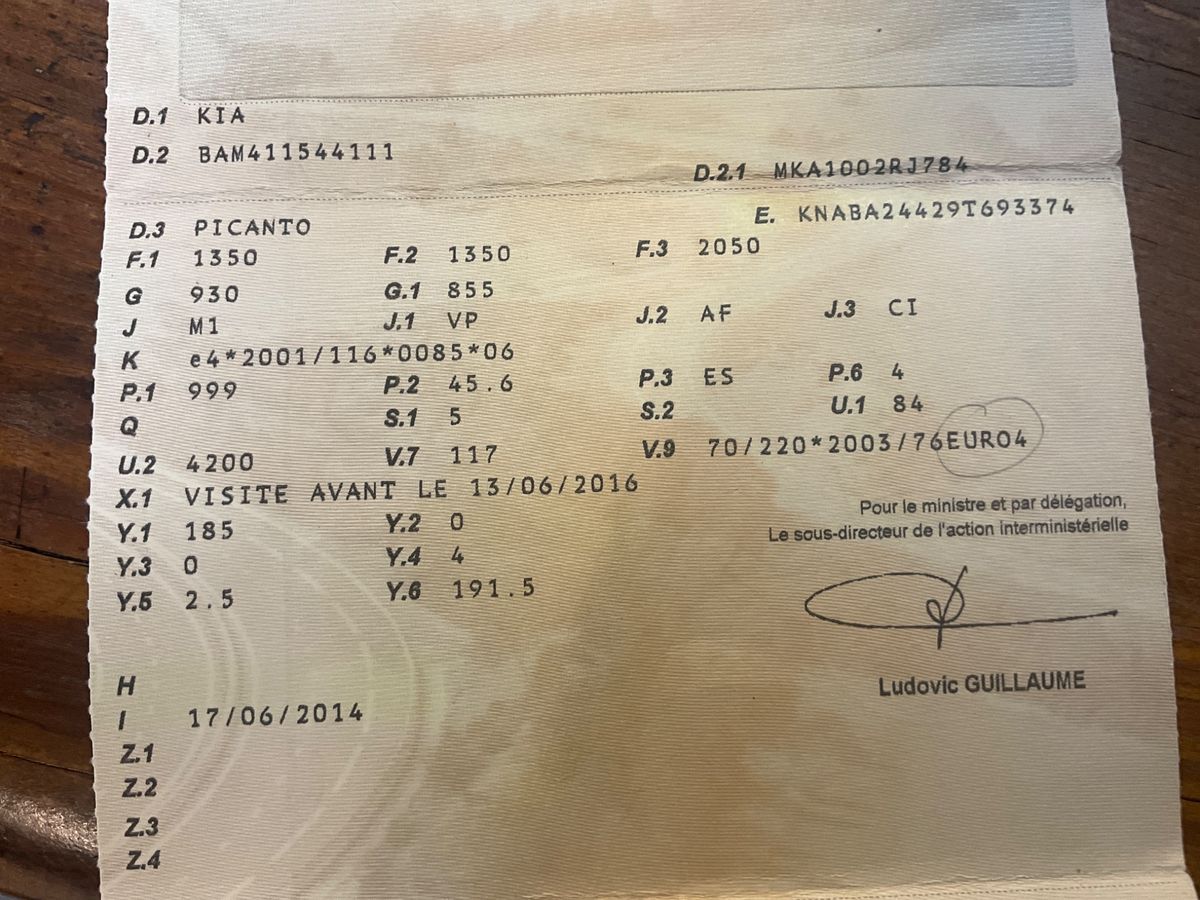 D.1 KIA
D.2 BAM411544111
D.2.1 MKA1002RJ784
D.3 PICANTO E. KNABA24429T693374
F.1 1350 F.2 1350 F.3 2050
G 930 G.1 855
J M1 J.1 VP J.2 AF J.3 CI
K e4*2001/116*0085*06
P.1 999 P.2 45.6 P.3 ES P.6 4
Q S.1 5 S.2 U.1 84
U.2 4200 V.7 117 V.9 70/220*2003/76EURO4
X.1 VISITE AVANT LE 13/06/2016
Pour le ministre et par délégation,
Y.1 185 Y.2 0
Le sous-directeur de l'action interministérielle
Y.3 0 Y.4 4
Y.5 2.5 Y.6 191.5
H
Ludovic GUILLAUME
I 17/06/2014
Z.1
Z.2
Z.3
Z.4